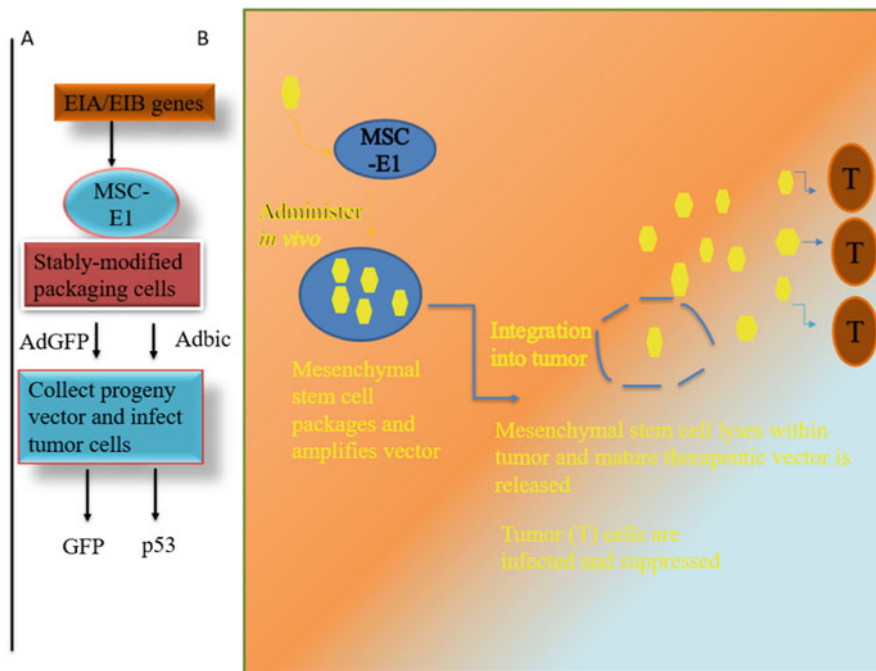 A
B
EIA/EIB genes
MSC-
E1
Stably-modified
packaging cells
AdGFP
Adbic
Collect progeny
vector and infect
tumor cells
GFP
p53
MSC
-E1
Administer
in vivo
Mesenchymal
stem cell
packages and
amplifies vector
Integration
into tumor
T
T
T
Mesenchymal stem cell lyses within
tumor and mature therapeutic vector is
released
Tumor (T) cells are
infected and suppressed